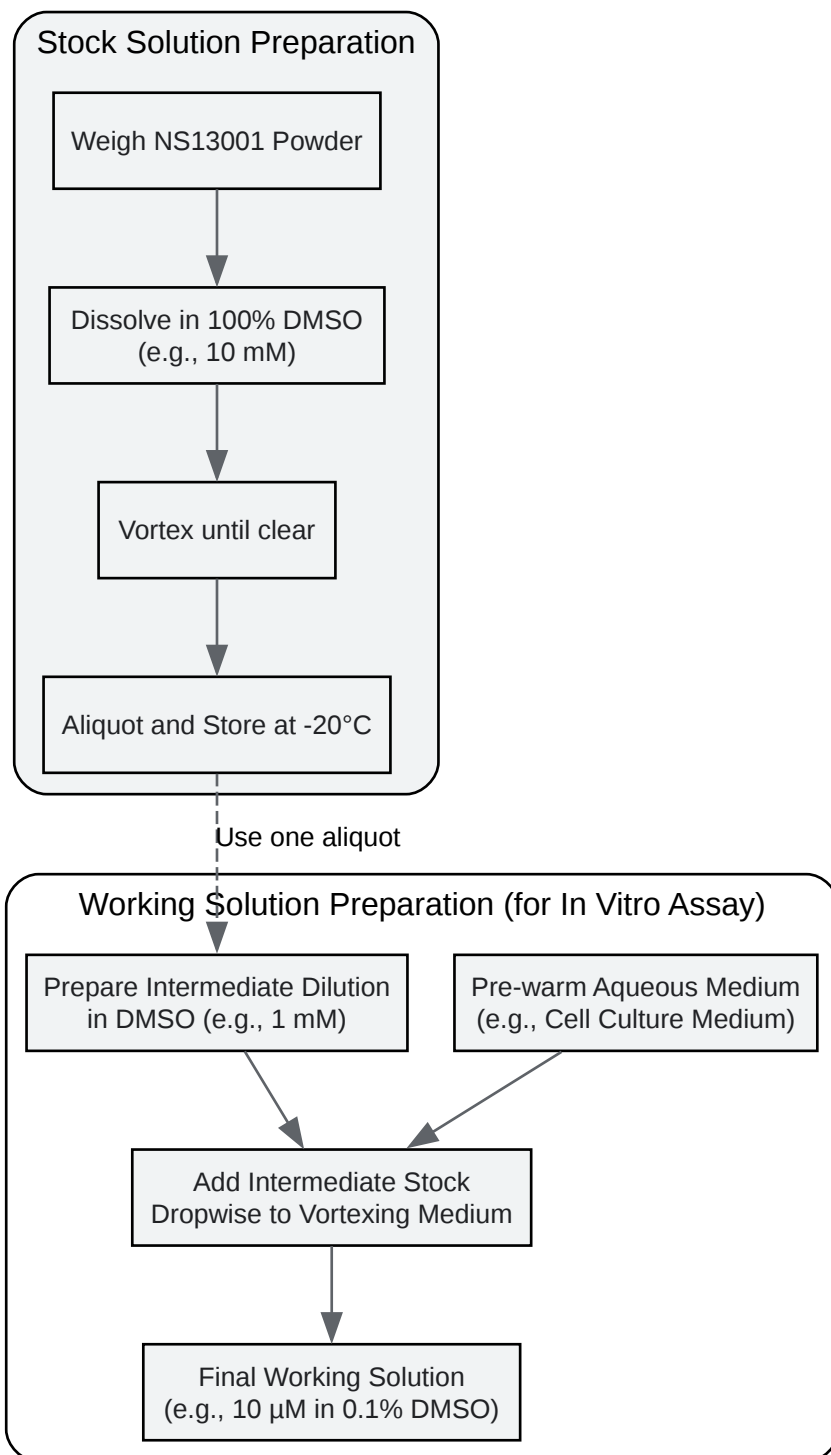 Stock Solution Preparation
Weigh NS13001 Powder
Dissolve in 100% DMSO
(e.g., 10 mM)
Vortex until clear
Aliquot and Store at -20°C
Use one aliquot
Working Solution Preparation (for In Vitro Assay)
Prepare Intermediate Dilution
in DMSO (e.g., 1 mM)
Pre-warm Aqueous Medium
(e.g., Cell Culture Medium)
Add Intermediate Stock
Dropwise to Vortexing Medium
Final Working Solution
(e.g., 10 µM in 0.1% DMSO)